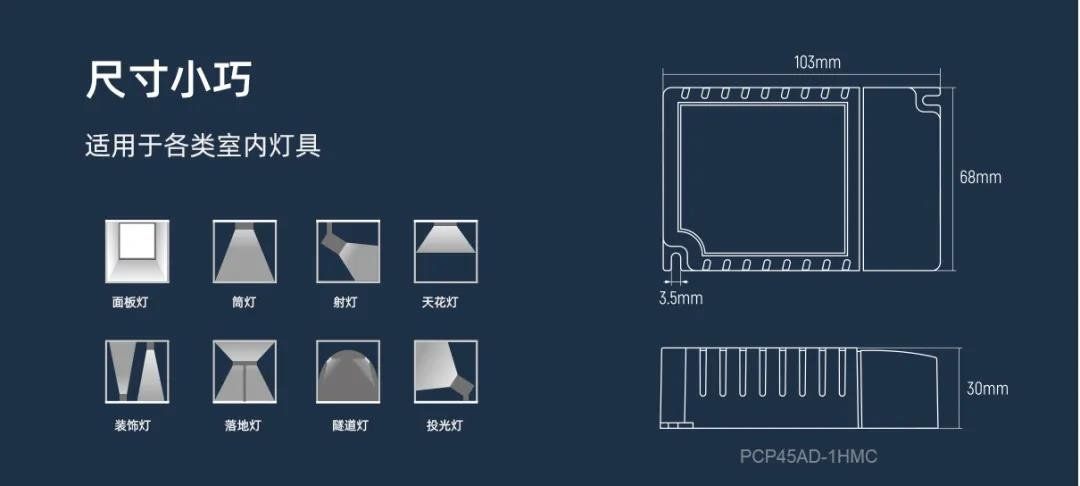 尺寸小巧
适用于各类室内灯具
面板灯
筒灯
射灯
天花灯
装饰灯
落地灯
隧道灯
投光灯
103mm
68mm
3.5mm
30mm
PCP45AD-1HMC